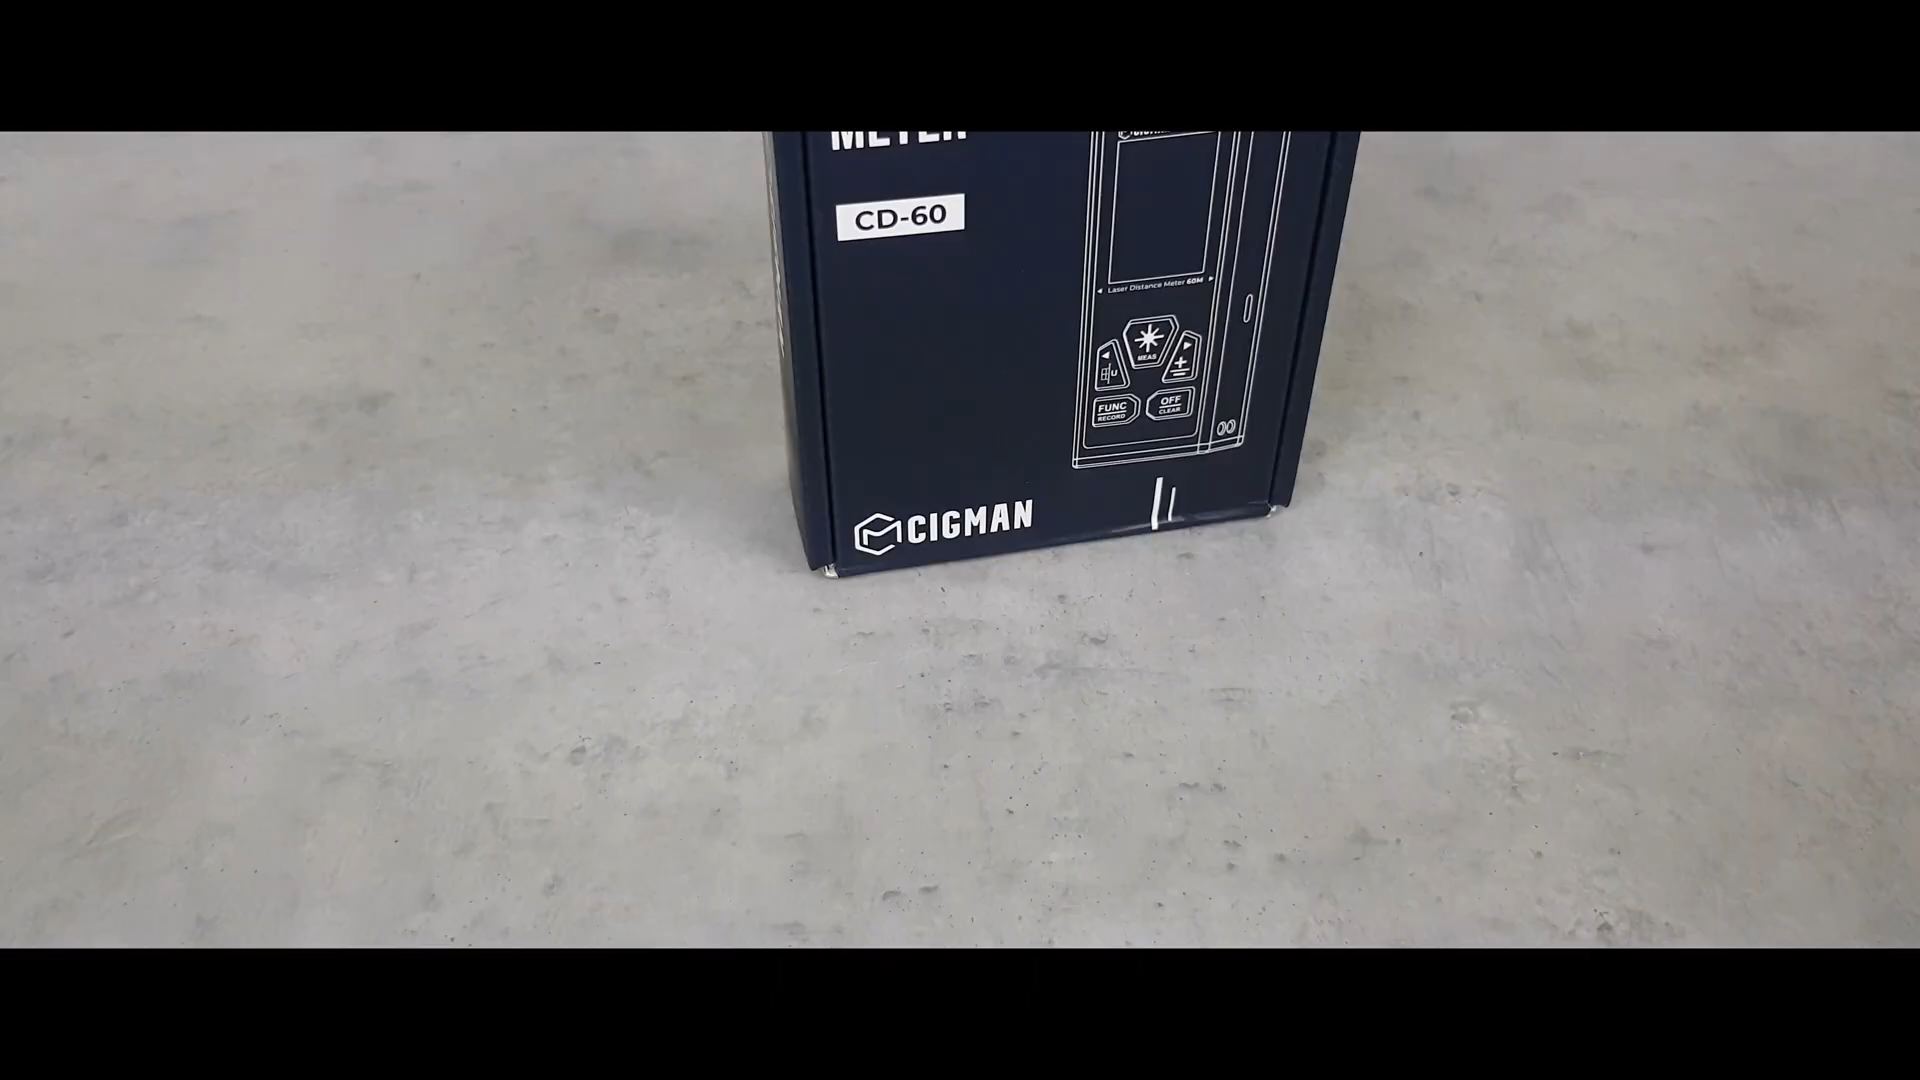 METER
CD-60
Laser Distance Meter 60M
MEAS
U
FUNC
RECORD
OFF
CLEAR
CIGMAN